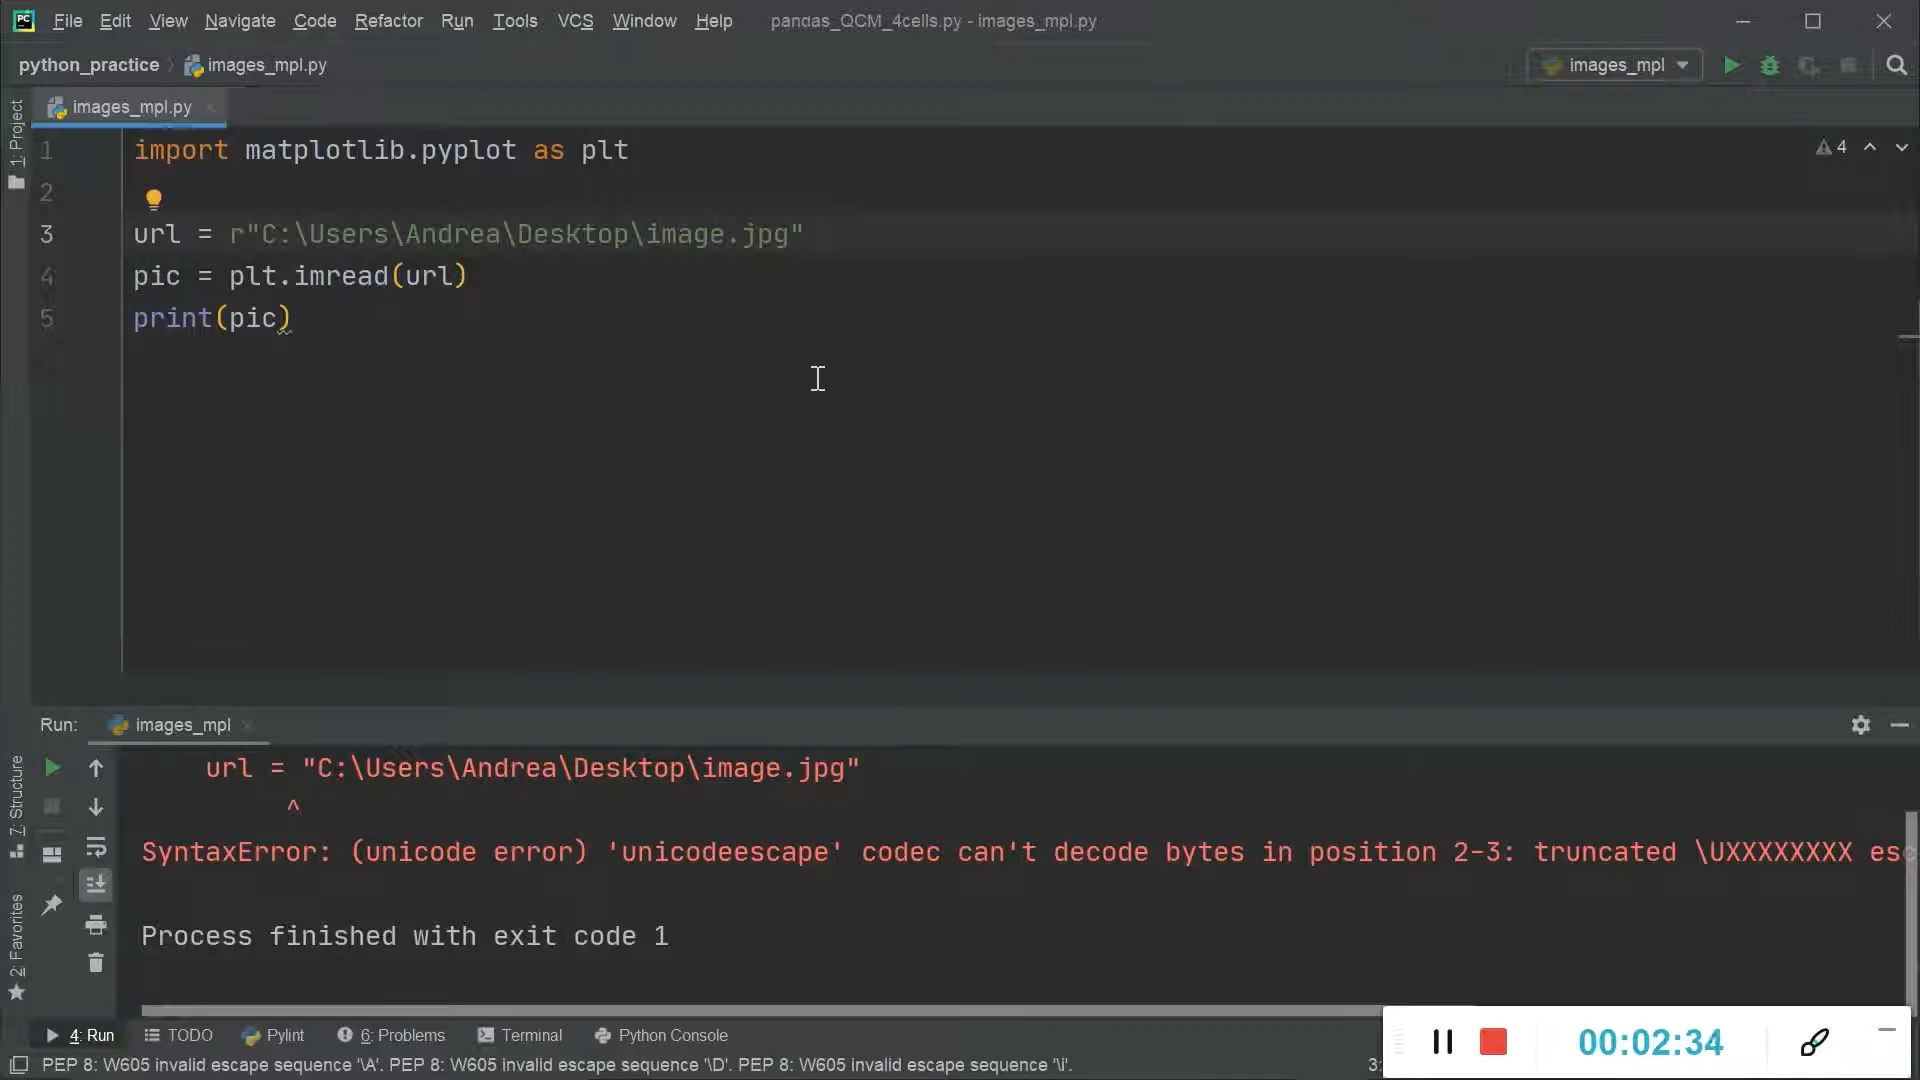 PC File Edit View Navigate Code Refactor Run Tools VCS Window Help pandas_QCM_4cells.py - images_mpl.py
python_practice images_mpl.py images_mpl
1: Project
images_mpl.py
1 import matplotlib.pyplot as plt
4
2
3 url = r"C:\Users\Andrea\Desktop\image.jpg"
4 pic = plt.imread(url)
5 print(pic)
Run: images_mpl
url = "C:\Users\Andrea\Desktop\image.jpg"
^
SyntaxError: (unicode error) 'unicodeescape' codec can't decode bytes in position 2-3: truncated \UXXXXXXXX esc
Process finished with exit code 1
7: Structure
2: Favorites
4: Run TODO Pylint 6: Problems Terminal Python Console
PEP 8: W605 invalid escape sequence '\A'. PEP 8: W605 invalid escape sequence '\D'. PEP 8: W605 invalid escape sequence '\i'. 3:
00:02:34